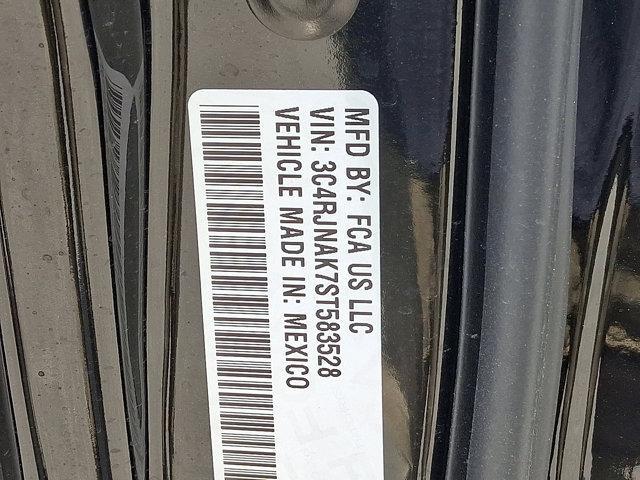 MFD BY: FCA US LLC
VIN: 3C4RJNAK7ST583528
VEHICLE MADE IN: MEXICO